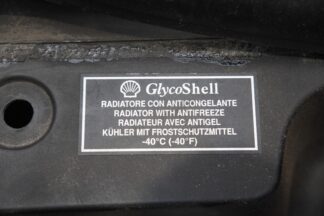 GlycoShell
RADIATORE CON ANTICONGELANTE
RADIATOR WITH ANTIFREEZE
RADIATEUR AVEC ANTIGEL
KÜHLER MIT FROSTSCHUTZMITTEL
-40°C (-40°F)